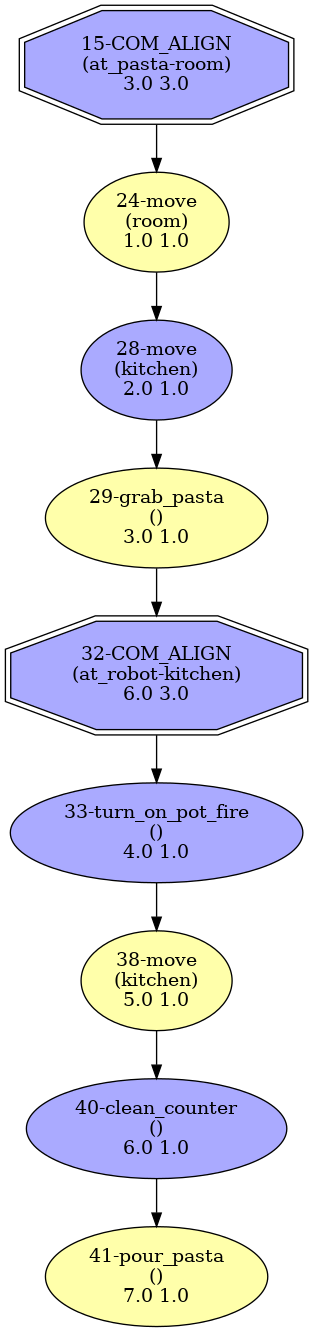 15-COM_ALIGN
(at_pasta-room)
3.0 3.0
24-move
(room)
1.0 1.0
28-move
(kitchen)
2.0 1.0
29-grab_pasta
()
3.0 1.0
32-COM_ALIGN
(at_robot-kitchen)
6.0 3.0
33-turn_on_pot_fire
()
4.0 1.0
38-move
(kitchen)
5.0 1.0
40-clean_counter
()
6.0 1.0
41-pour_pasta
()
7.0 1.0